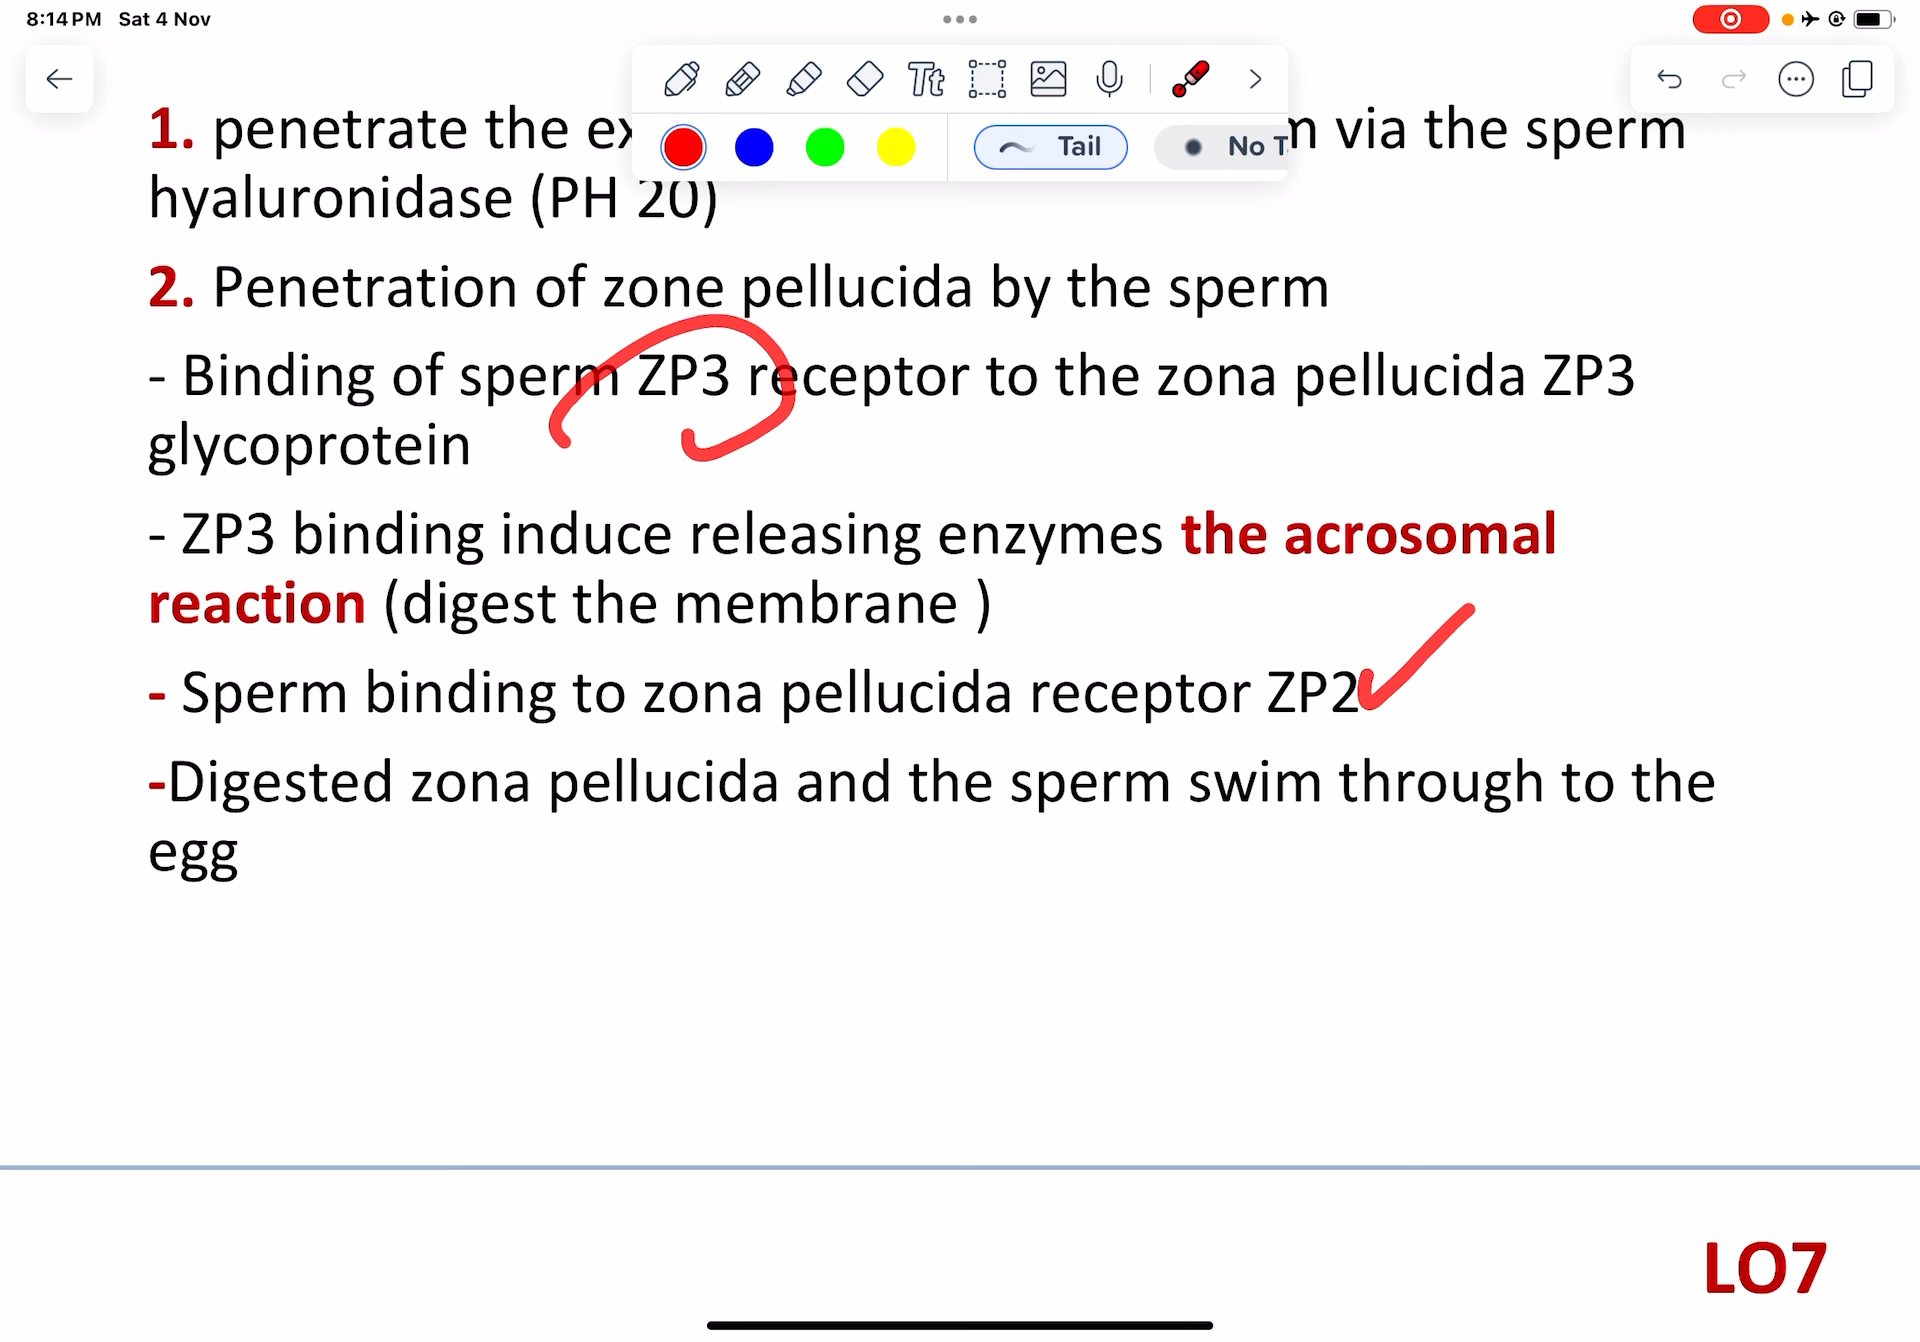 8:14 PM Sat 4 Nov
Tt
Tail No T
1. penetrate the ex m via the sperm
hyaluronidase (PH 20)
2. Penetration of zone pellucida by the sperm
- Binding of sperm ZP3 receptor to the zona pellucida ZP3
glycoprotein
- ZP3 binding induce releasing enzymes the acrosomal
reaction (digest the membrane )
- Sperm binding to zona pellucida receptor ZP2
-Digested zona pellucida and the sperm swim through to the
egg
LO7